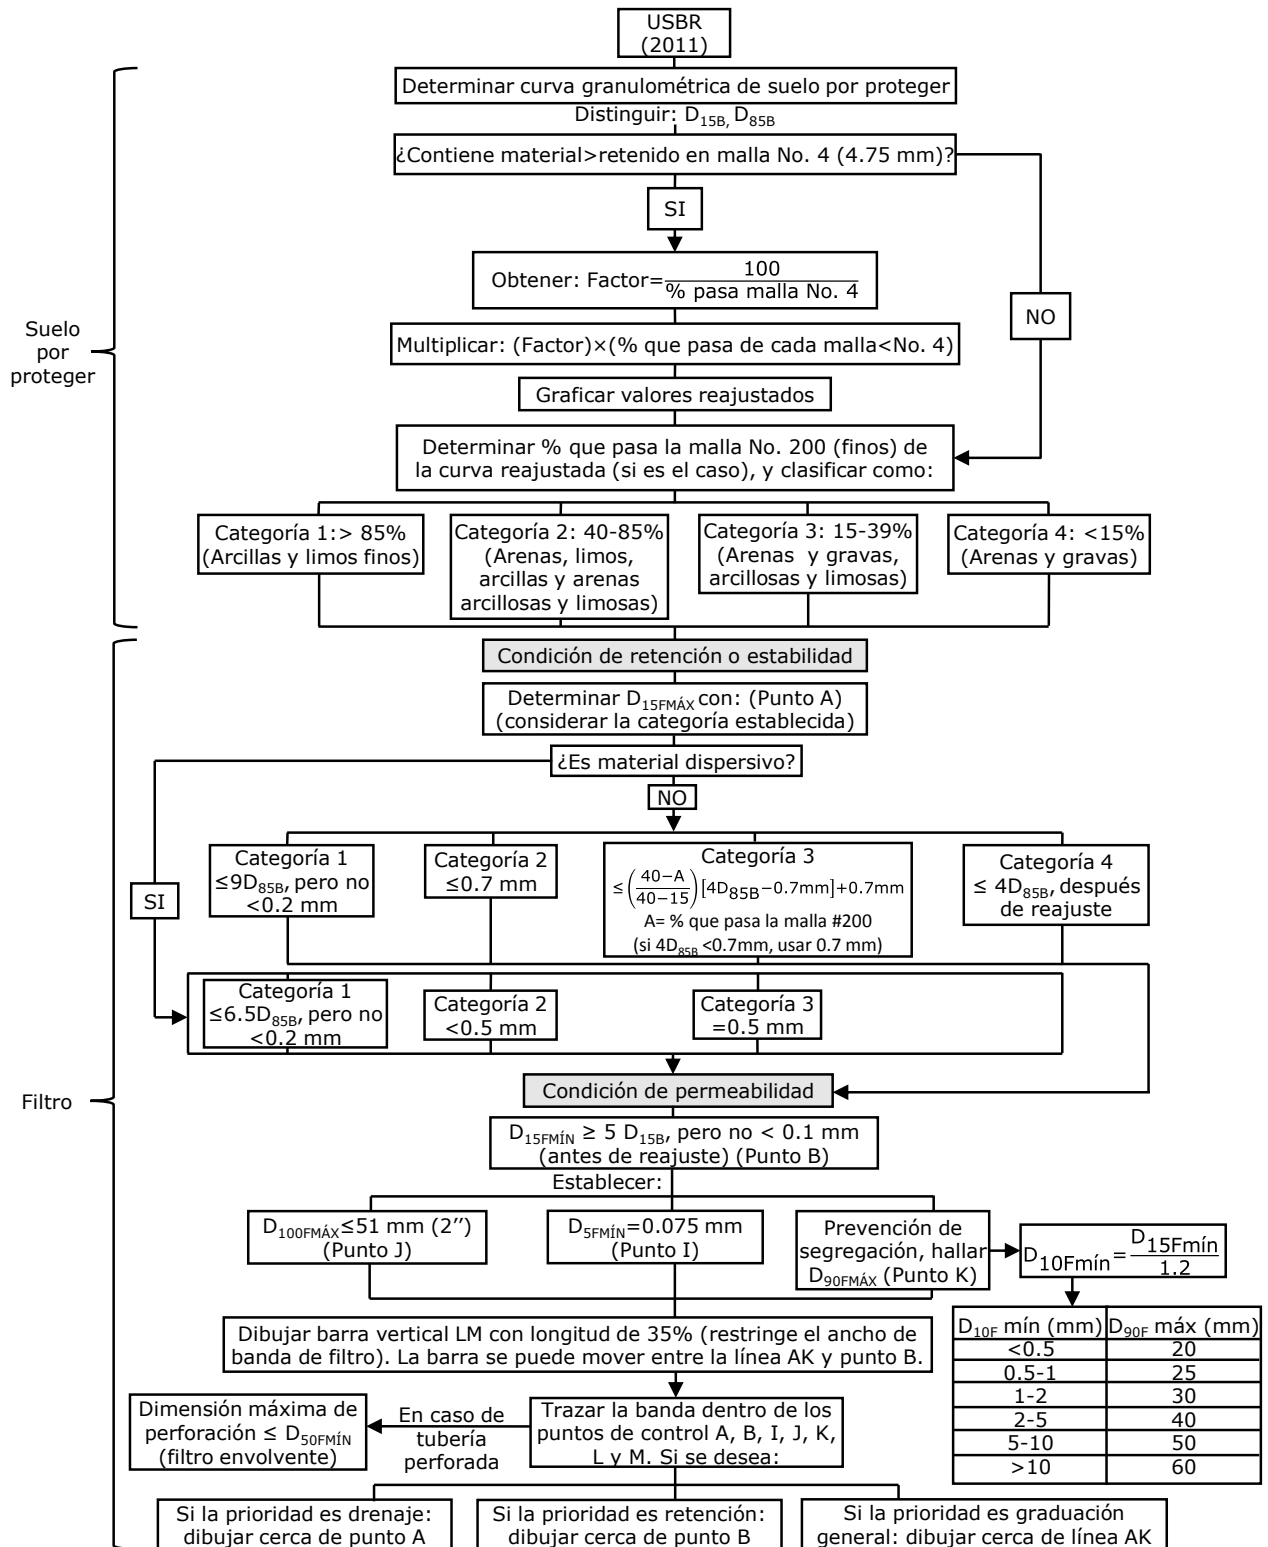 USBR
(2011)
Determinar curva granulométrica de suelo por proteger
Distinguir: D15B, D85B
¿Contiene material>retenido en malla No. 4 (4.75 mm)?
SI
Obtener: Factor=100/% pasa malla No. 4
NO
Multiplicar: (Factor)×(% que pasa de cada malla<No. 4)
Graficar valores reajustados
Suelo
por
proteger
Determinar % que pasa la malla No. 200 (finos) de
la curva reajustada (si es el caso), y clasificar como:
Categoría 1:> 85%
(Arcillas y limos finos)
Categoría 2: 40-85%
(Arenas, limos,
arcillas y arenas
arcillosas y limosas)
Categoría 3: 15-39%
(Arenas y gravas,
arcillosas y limosas)
Categoría 4: <15%
(Arenas y gravas)
Condición de retención o estabilidad
Determinar D15FMÁX con: (Punto A)
(considerar la categoría establecida)
¿Es material dispersivo?
NO
SI
Categoría 1
≤9D85B, pero no
<0.2 mm
Categoría 2
≤0.7 mm
Categoría 3
≤(40−A/40−15)[4D85B−0.7mm]+0.7mm
A= % que pasa la malla #200
(si 4D85B <0.7mm, usar 0.7 mm)
Categoría 4
≤ 4D85B, después
de reajuste
Categoría 1
≤6.5D85B, pero no
<0.2 mm
Categoría 2
<0.5 mm
Categoría 3
=0.5 mm
Filtro
Condición de permeabilidad
D15FMÍN ≥ 5 D15B, pero no < 0.1 mm
(antes de reajuste) (Punto B)
Establecer:
D100FMÁX≤51 mm (2’’)
(Punto J)
D5FMÍN=0.075 mm
(Punto I)
Prevención de
segregación, hallar
D90FMÁX (Punto K)
D10Fmín=D15Fmín/1.2
D10F mín (mm) D90F máx (mm)
<0.5 20
0.5-1 25
1-2 30
2-5 40
5-10 50
>10 60
Dibujar barra vertical LM con longitud de 35% (restringe el ancho de
banda de filtro). La barra se puede mover entre la línea AK y punto B.
Trazar la banda dentro de los
puntos de control A, B, I, J, K,
L y M. Si se desea:
En caso de
tubería
perforada
Dimensión máxima de
perforación ≤ D50FMÍN
(filtro envolvente)
Si la prioridad es drenaje:
dibujar cerca de punto A
Si la prioridad es retención:
dibujar cerca de punto B
Si la prioridad es graduación
general: dibujar cerca de línea AK